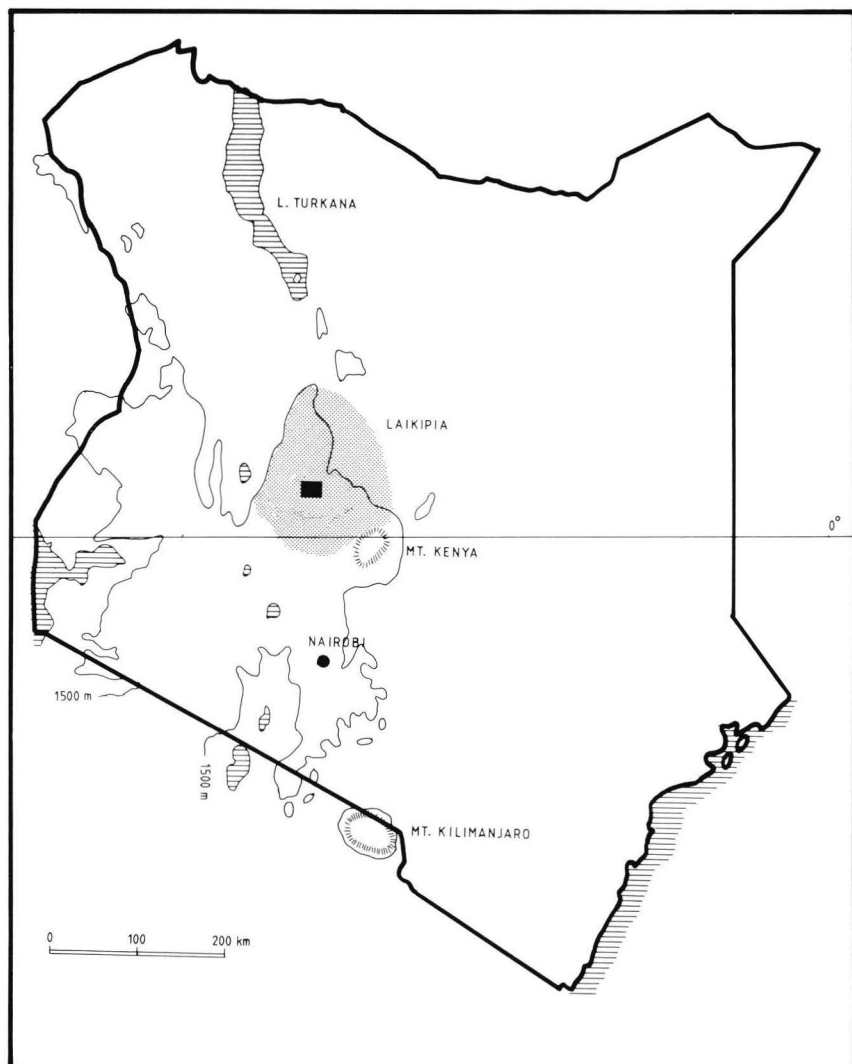 L. TURKANA
LAIKIPIA
0°
MT. KENYA
NAIROBI
1500 m
1500 m
MT. KILIMANJARO
0 100 200 km